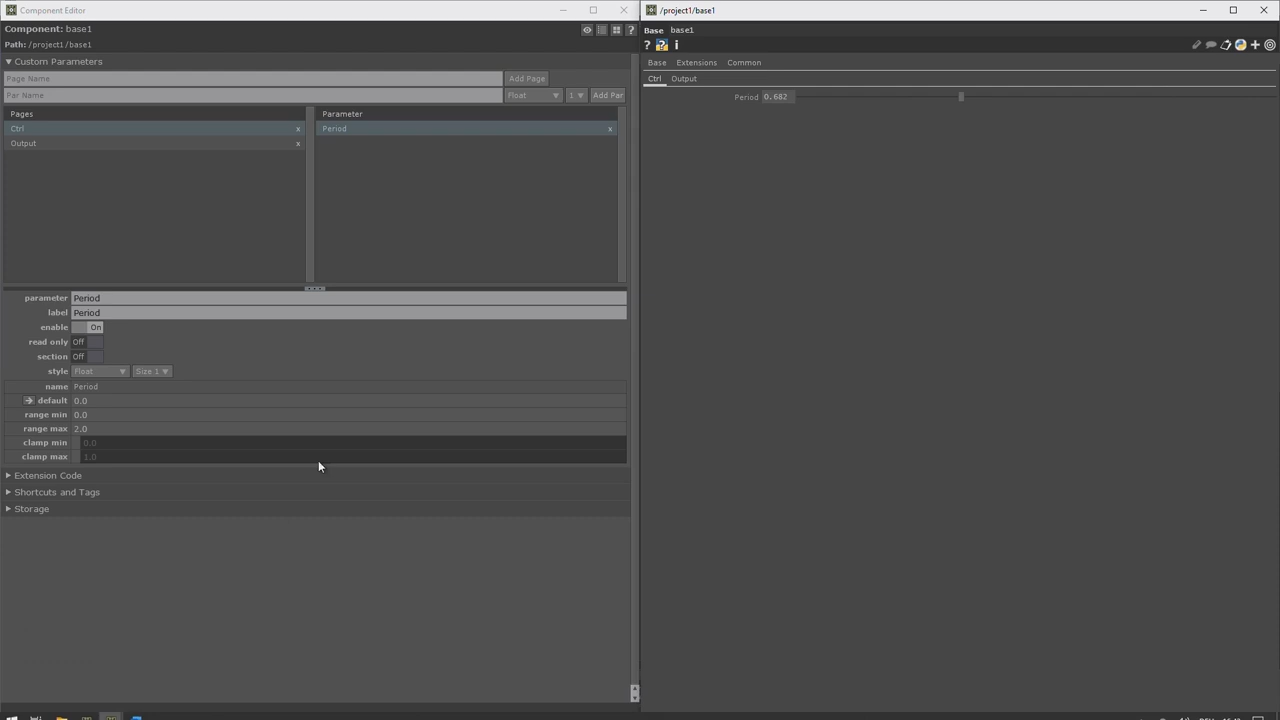 Component Editor
Component: base1
Path: /project1/base1
Custom Parameters
Page Name
Add Page
Par Name
Float
1
Add Par
Pages
Parameter
Ctrl x
Period x
Output x
parameter Period
label Period
enable On
read only Off
section Off
style Float Size 1
name Period
default 0.0
range min 0.0
range max 2.0
clamp min 0.0
clamp max 1.0
Extension Code
Shortcuts and Tags
Storage
/project1/base1
Base base1
Base Extensions Common
Ctrl Output
Period 0.682